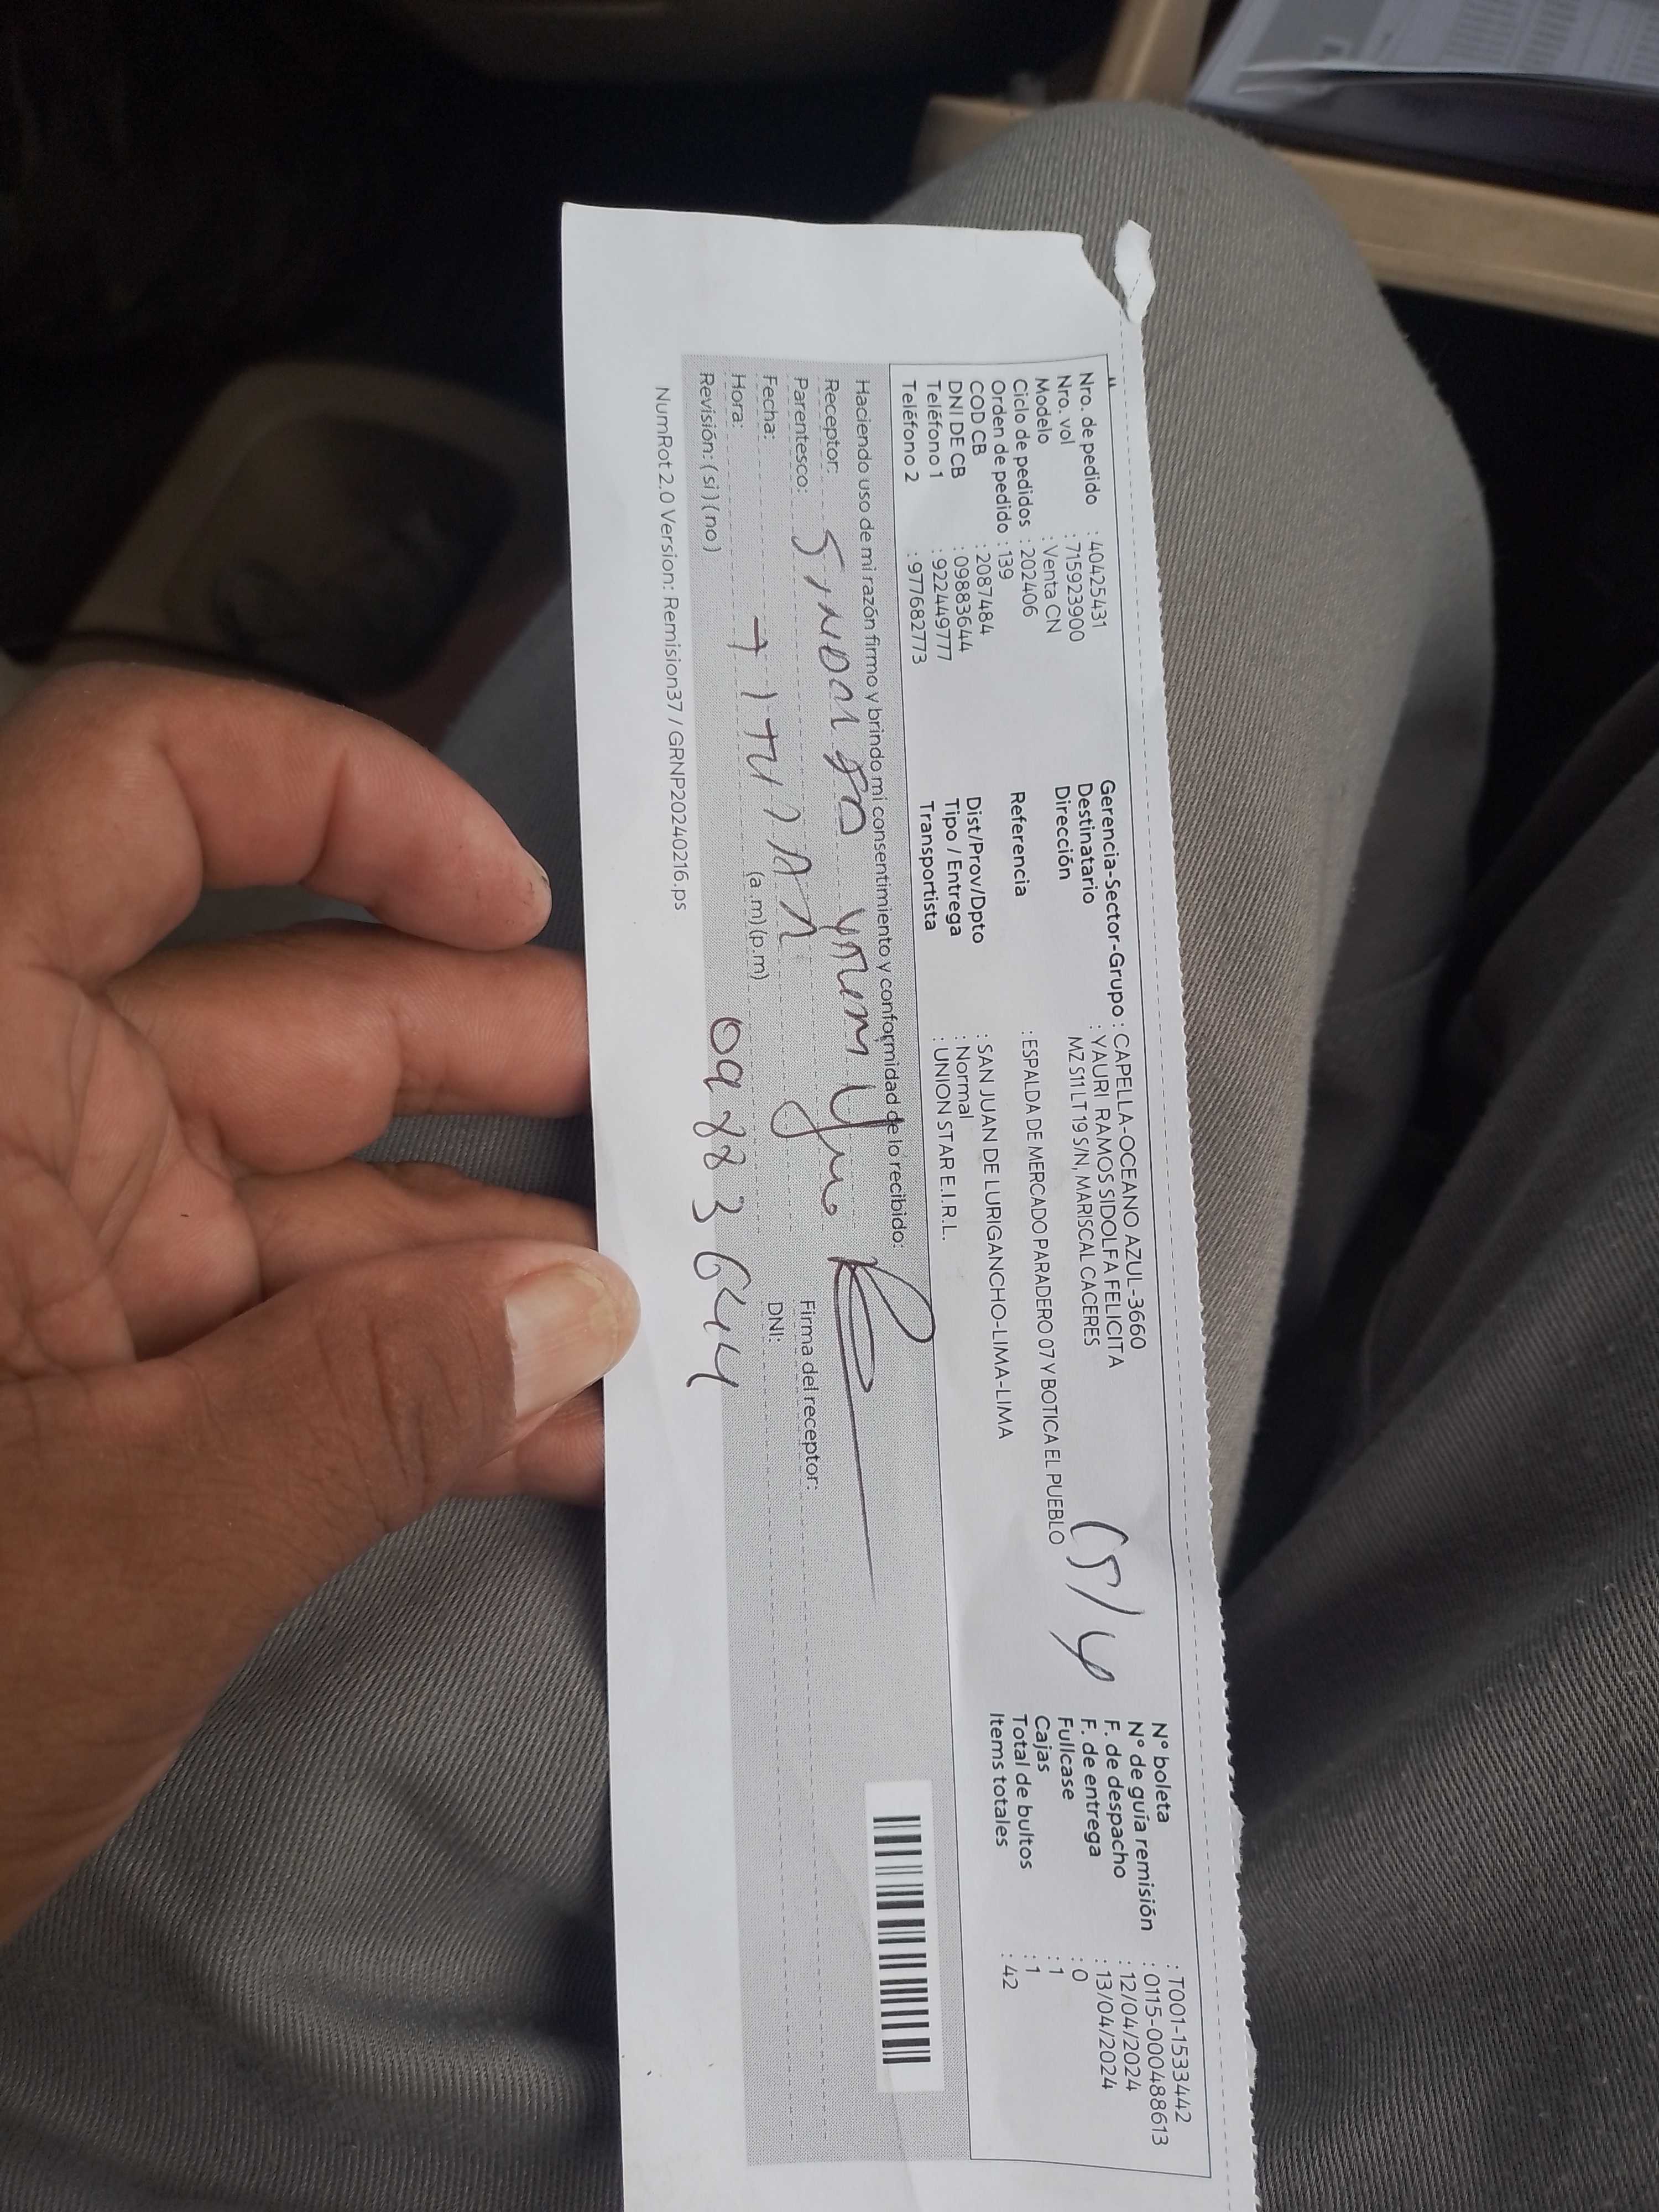 Nro. de pedido : 40425431
Nro. vol : 715923900
Modelo : Venta CN
Ciclo de pedidos : 202406
Orden de pedido : 139
COD CB : 2087484
DNI DE CB : 09883644
Teléfono 1 : 922449777
Teléfono 2 : 977682773
Gerencia-Sector-Grupo : CAPELLA-OCEANO AZUL-3660
Destinatario : YAURI RAMOS SIDOLFA FELICITA
Dirección MZ S11 LT 19 S/N, MARISCAL CACERES
Referencia : ESPALDA DE MERCADO PARADERO 07 Y BOTICA EL PUEBLO
Dist/Prov/Dpto : SAN JUAN DE LURIGANCHO-LIMA-LIMA
Tipo / Entrega : Normal
Transportista : UNION STAR E.I.R.L.
N° boleta : T001-1533442
N° de guía remisión : 0115-000488613
F. de despacho : 12/04/2024
F. de entrega : 13/04/2024
Fullcase : 0
Cajas : 1
Total de bultos : 1
Items totales : 42
Haciendo uso de mi razón firmo y brindo mi consentimiento y conformidad de lo recibido:
Receptor:
Parentesco:
Firma del receptor:
Fecha:
DNI: 09883644
Hora: (a.m) (p.m)
Revisión: ( si ) ( no )
NumRot 2.0 Version: Remision37 / GRNP20240216.ps